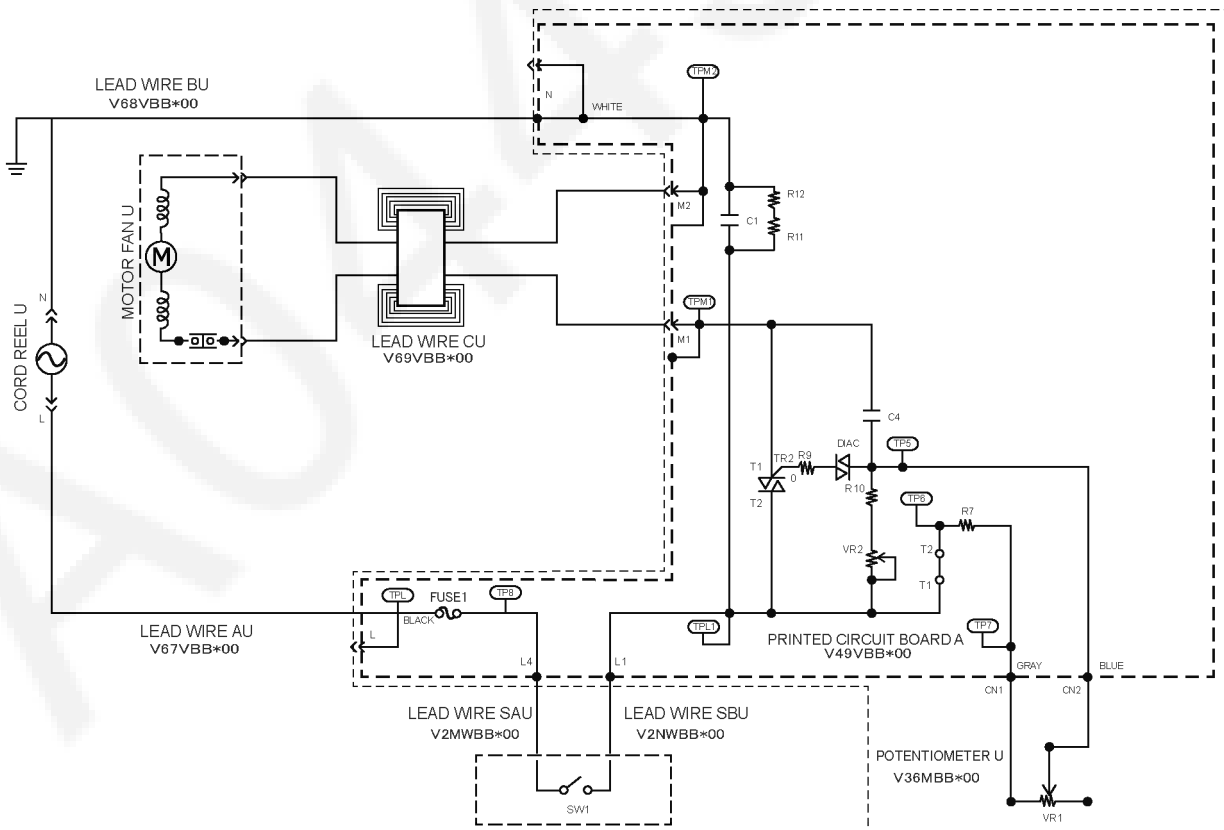 TPM2
LEAD WIRE BU
V68VBB*00
N
WHITE
MOTOR FAN U
M
M2
C1
R12
R11
CORD REEL U
N
L
LEAD WIRE CU
V69VBB*00
TPM1
M1
C4
DIAC
TP5
T1
TR2
0
R9
T2
R10
TP6
R7
VR2
T2
T1
TPL
FUSE1
TP8
BLACK
L
LEAD WIRE AU
V67VBB*00
TPL1
PRINTED CIRCUIT BOARD A
V49VBB*00
TP7
L4
L1
GRAY
BLUE
CN1
CN2
LEAD WIRE SAU
V2MWBB*00
LEAD WIRE SBU
V2NWBB*00
POTENTIOMETER U
V36MBB*00
SW1
VR1